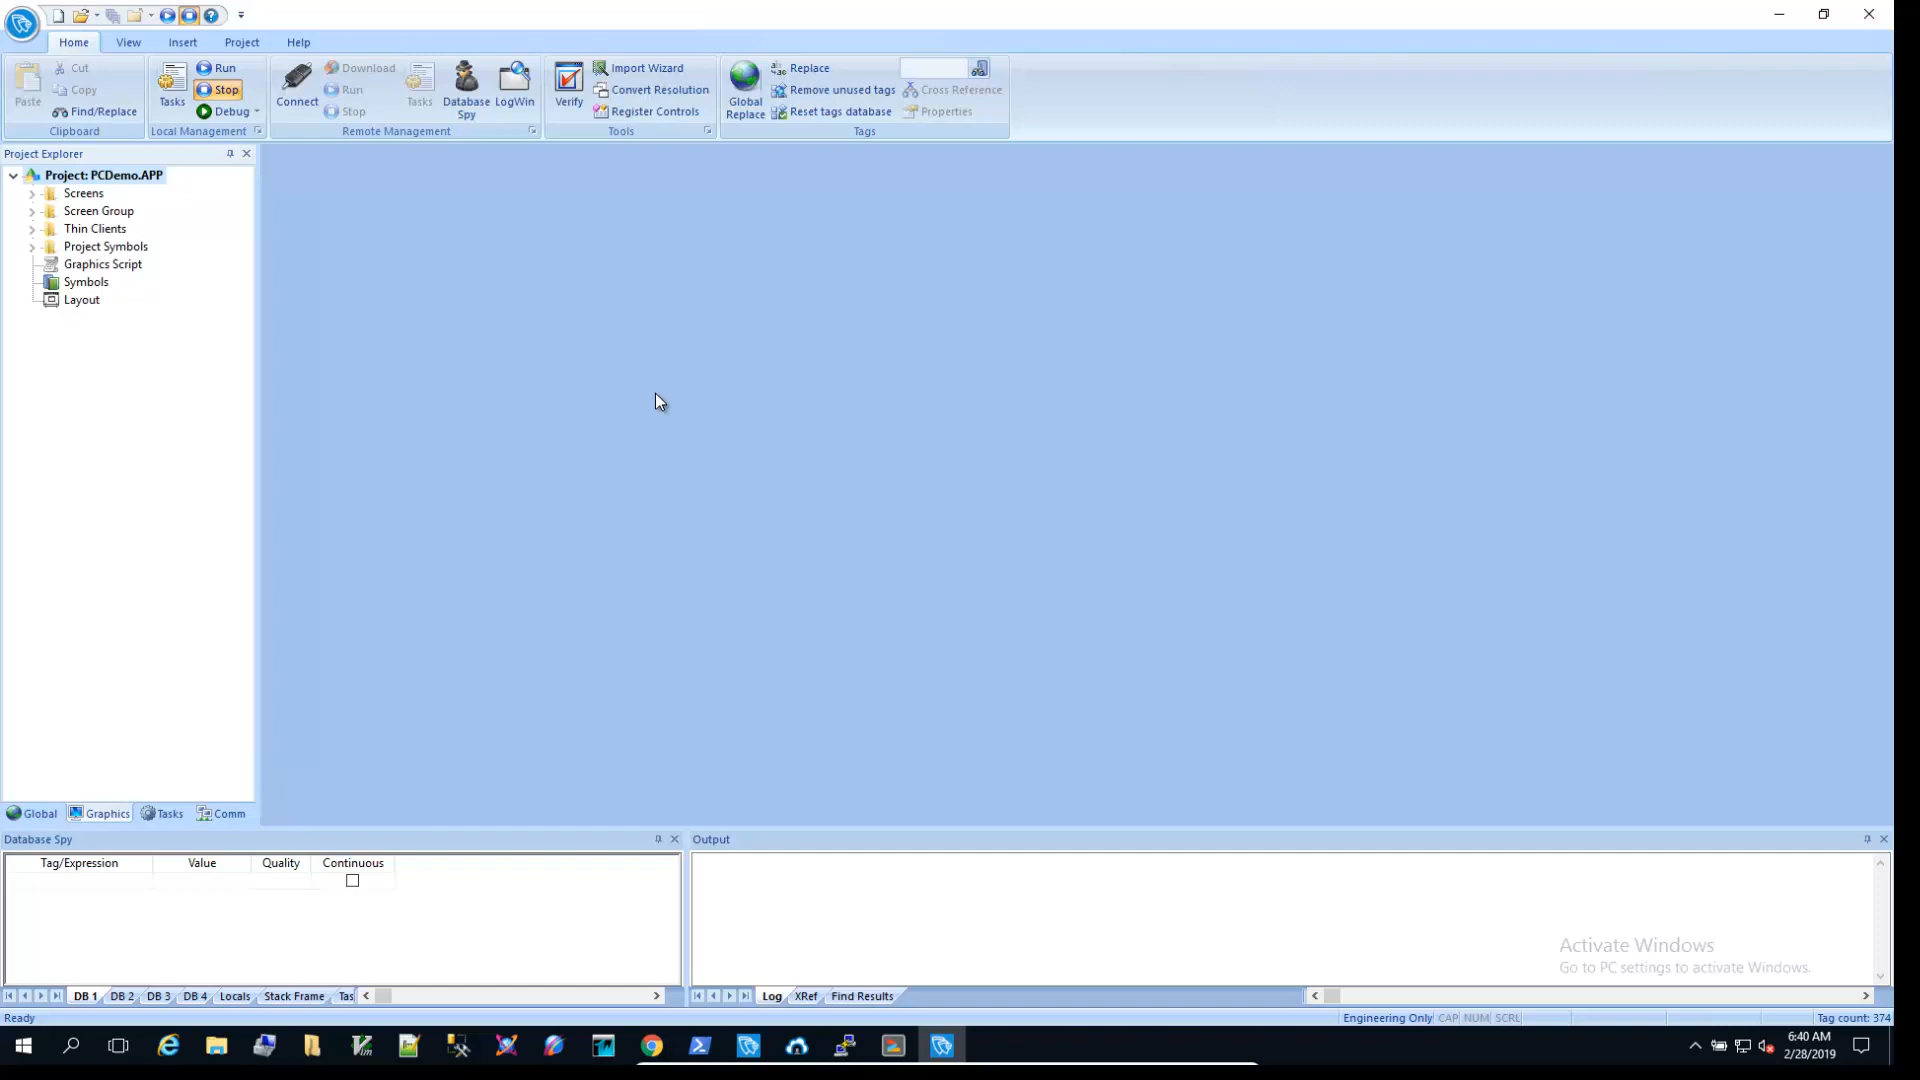 Home View Insert Project Help
Paste
Cut
Copy
Find/Replace
Clipboard
Tasks
Run
Stop
Debug
Local Management
Connect
Download
Run
Stop
Tasks
Database
Spy
LogWin
Remote Management
Verify
Import Wizard
Convert Resolution
Register Controls
Tools
Global
Replace
Replace
Remove unused tags
Reset tags database
Cross Reference
Properties
Tags
Project Explorer
Project: PCDemo.APP
Screens
Screen Group
Thin Clients
Project Symbols
Graphics Script
Symbols
Layout
Global Graphics Tasks Comm
Database Spy
Tag/Expression Value Quality Continuous
DB 1 DB 2 DB 3 DB 4 Locals Stack Frame Tas
Output
Activate Windows
Go to PC settings to activate Windows.
Log XRef Find Results
Ready
Engineering Only CAP NUM SCRL Tag count: 374
6:40 AM
2/28/2019